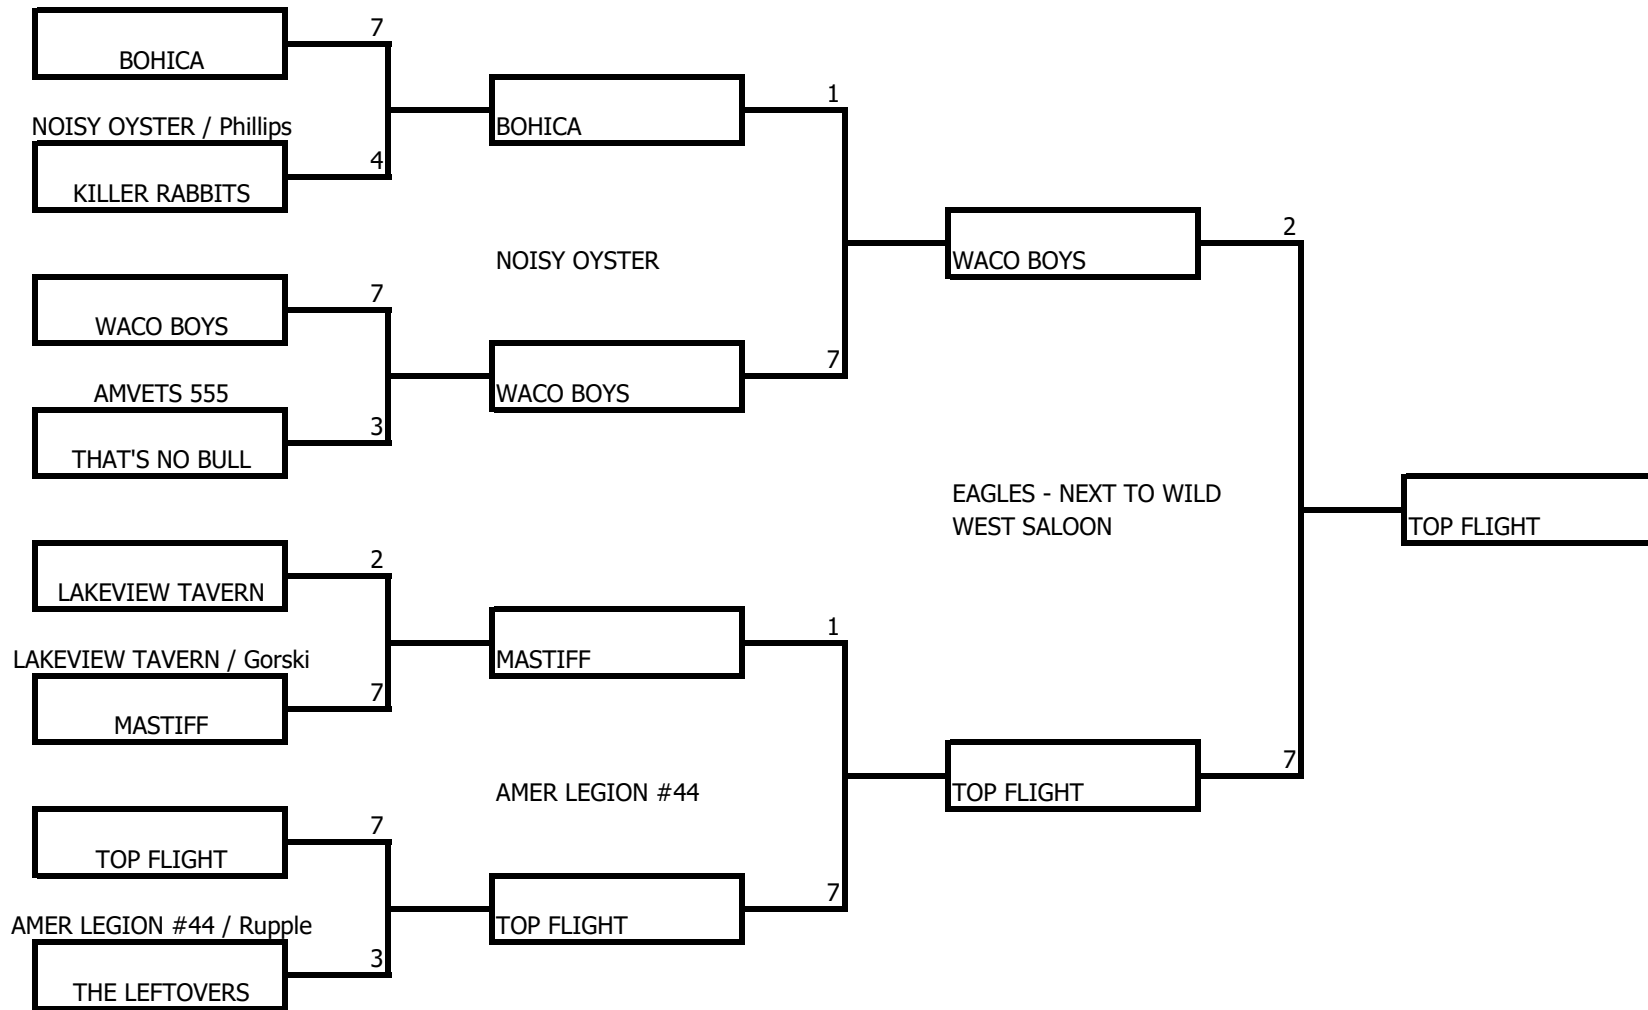 7
BOHICA
NOISY OYSTER / Phillips
4
KILLER RABBITS
7
WACO BOYS
AMVETS 555
3
THAT'S NO BULL
2
LAKEVIEW TAVERN
LAKEVIEW TAVERN / Gorski
7
MASTIFF
7
TOP FLIGHT
AMER LEGION #44 / Rupple
3
THE LEFTOVERS
1
BOHICA
NOISY OYSTER
7
WACO BOYS
1
MASTIFF
AMER LEGION #44
7
TOP FLIGHT
2
WACO BOYS
EAGLES - NEXT TO WILD
WEST SALOON
7
TOP FLIGHT
TOP FLIGHT